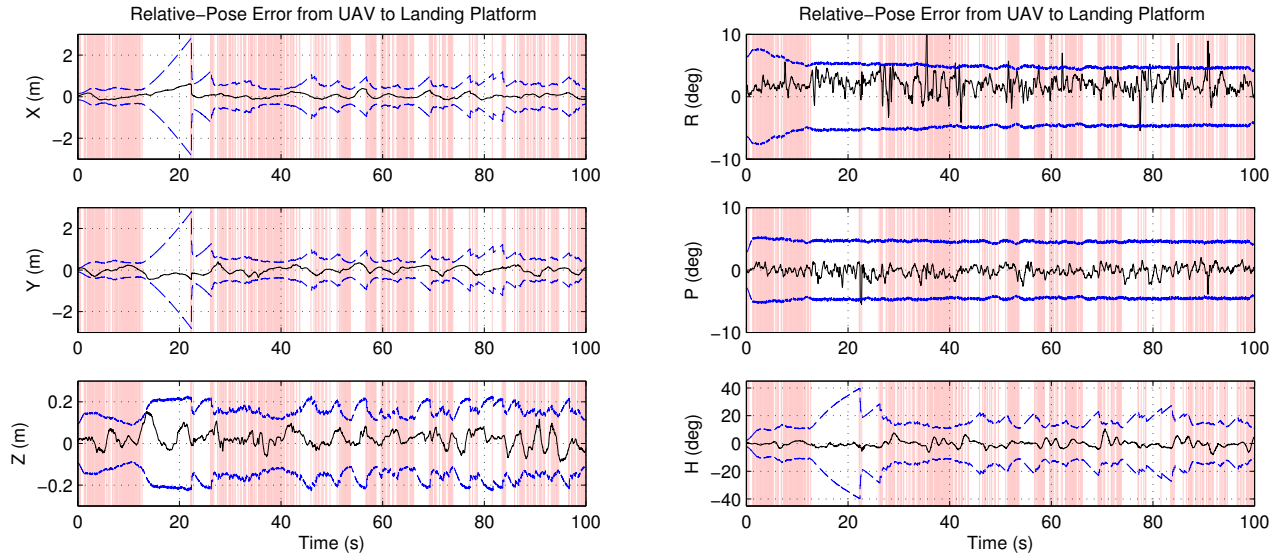 Relative−Pose Error from UAV to Landing Platform
X (m)
2
0
−2
0 20 40 60 80 100
Y (m)
2
0
−2
0 20 40 60 80 100
Z (m)
0.2
0
−0.2
0 20 40 60 80 100
Time (s)
Relative−Pose Error from UAV to Landing Platform
R (deg)
10
0
−10
0 20 40 60 80 100
P (deg)
10
0
−10
0 20 40 60 80 100
H (deg)
40
20
0
−20
−40
0 20 40 60 80 100
Time (s)